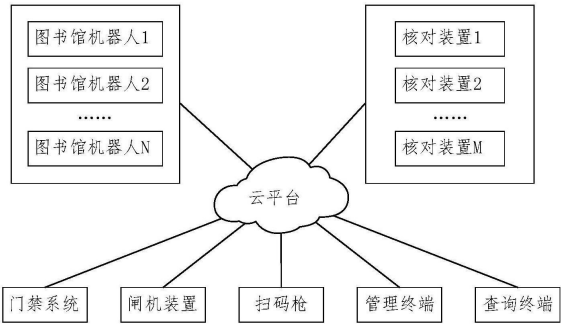 图书馆机器人1
图书馆机器人2
……
图书馆机器人N
核对装置1
核对装置2
……
核对装置M
云平台
门禁系统
闸机装置
扫码枪
管理终端
查询终端